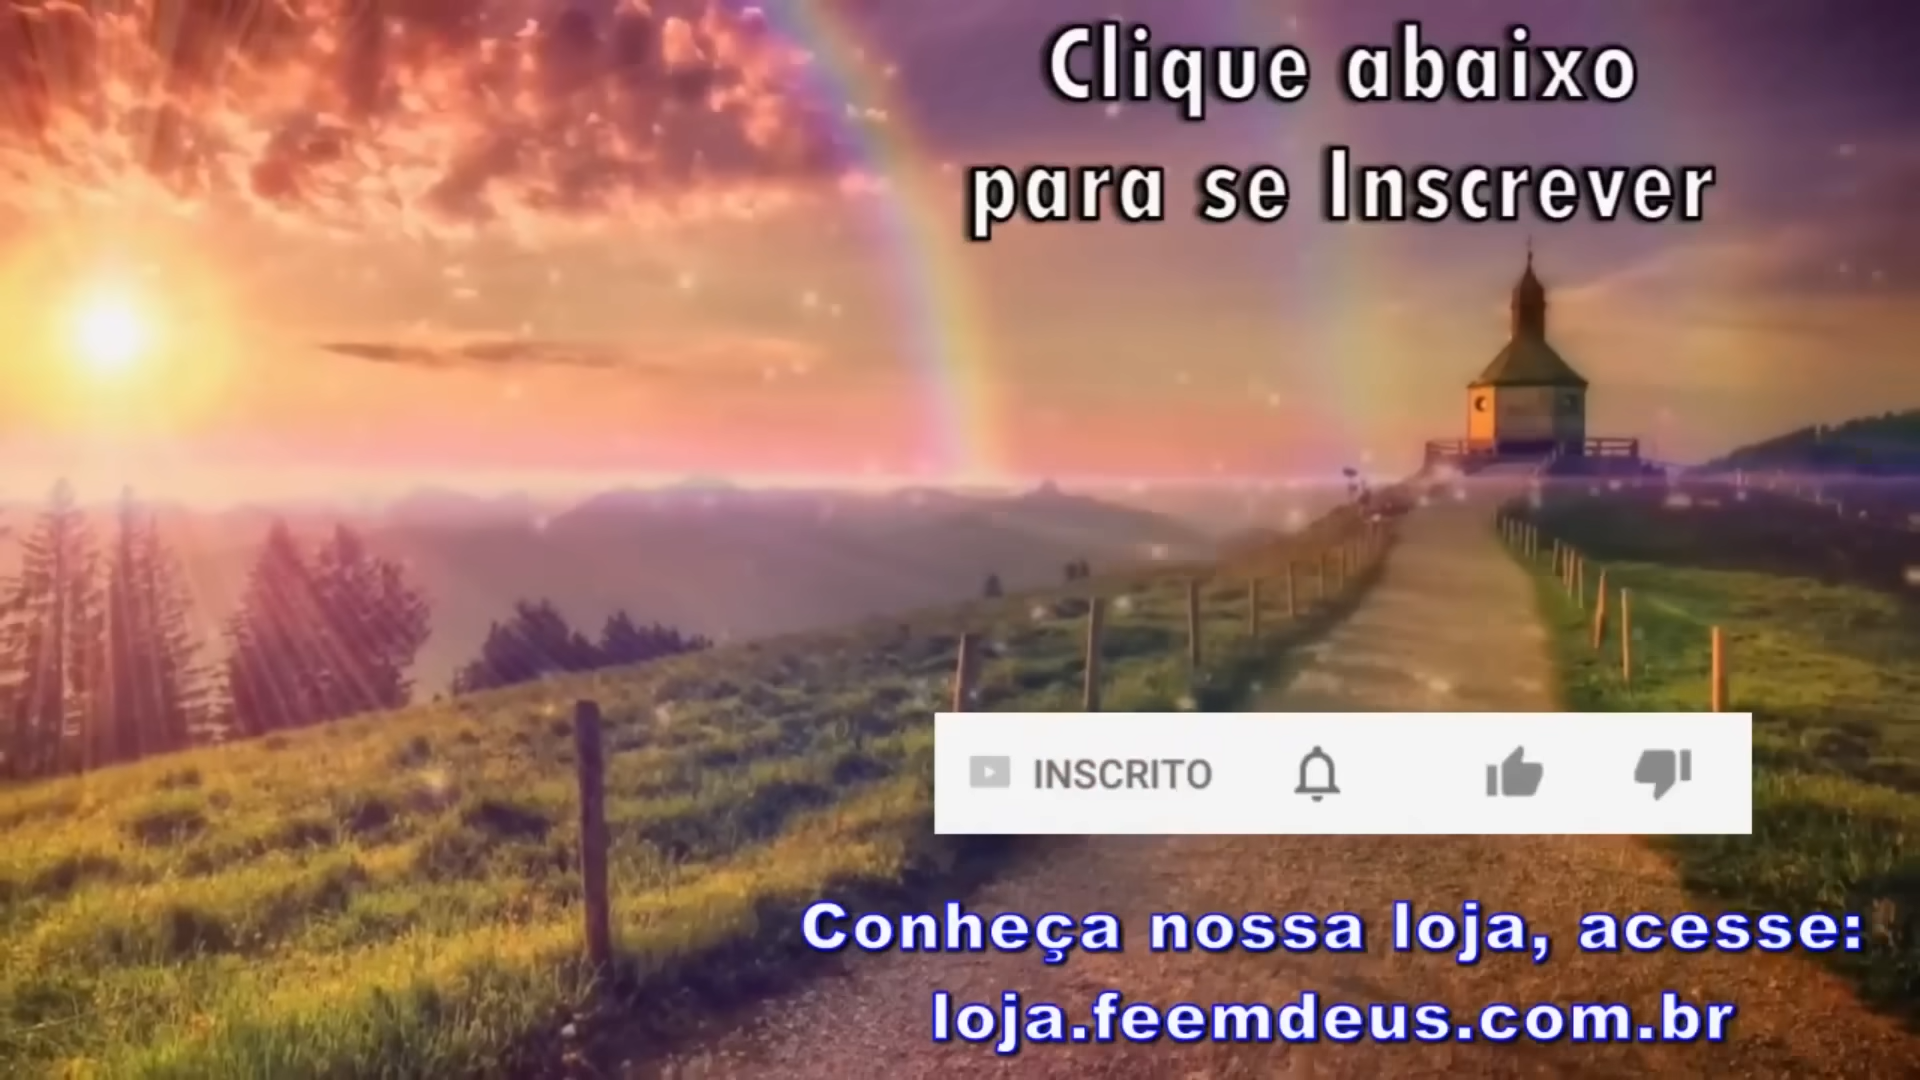 Clique abaixo
para se Inscrever
INSCRITO
Conheça nossa loja, acesse:
loja.feemdeus.com.br